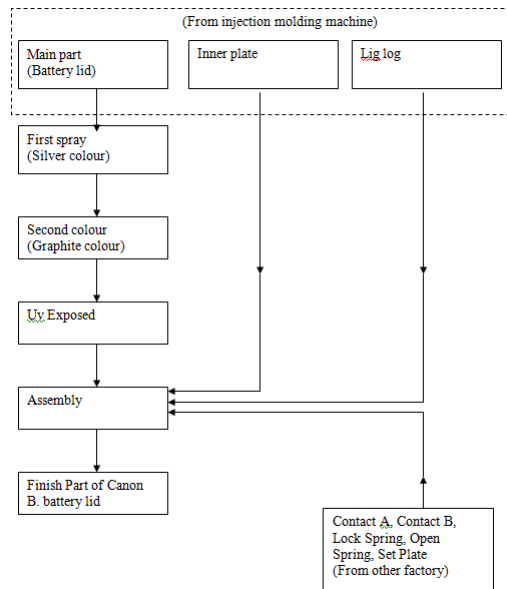 (From injection molding machine)
Main part
(Battery lid)
Inner plate
Lig log
First spray
(Silver colour)
Second colour
(Graphite colour)
Uv Exposed
Assembly
Finish Part of Canon
B. battery lid
Contact A, Contact B,
Lock Spring, Open
Spring, Set Plate
(From other factory)